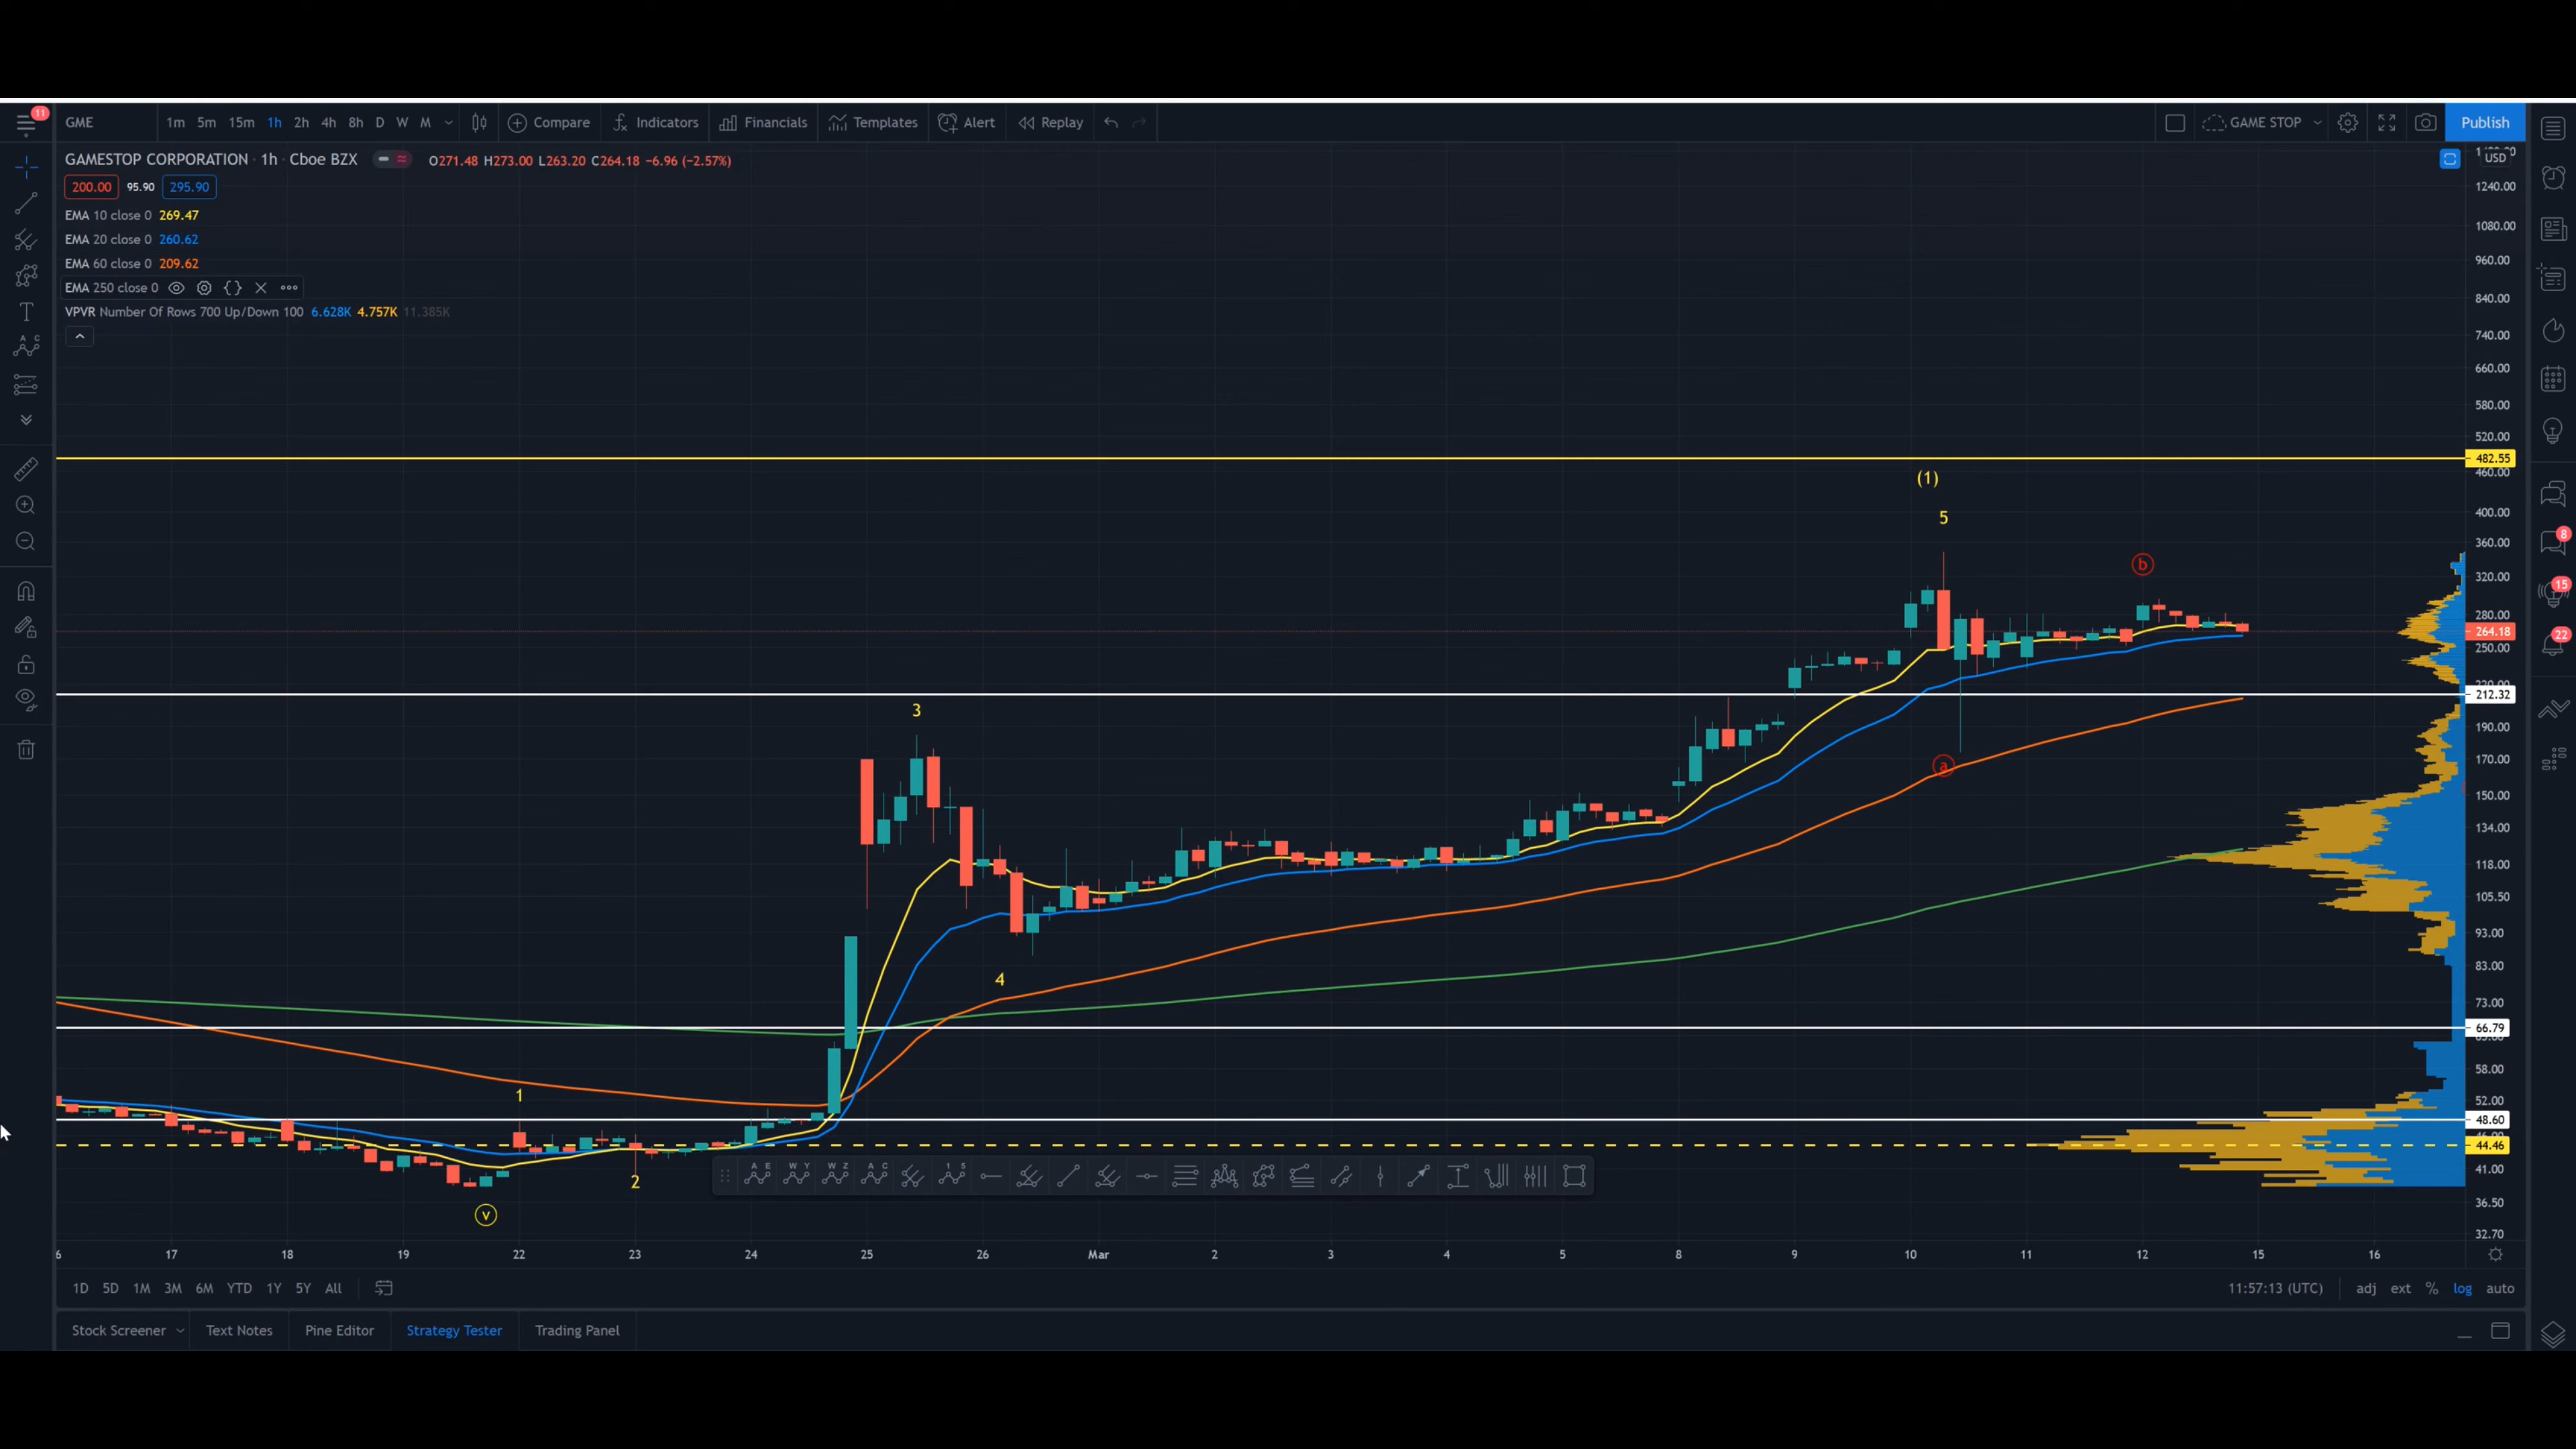 11
GME 1m 5m 15m 1h 2h 4h 8h D W M Compare Indicators Financials Templates Alert Replay GAME STOP Publish
GAMESTOP CORPORATION · 1h · Cboe BZX O271.48 H273.00 L263.20 C264.18 -6.96 (-2.57%)
USD
200.00 95.90 295.90
EMA 10 close 0 269.47
EMA 20 close 0 260.62
EMA 60 close 0 209.62
EMA 250 close 0
VPVR Number Of Rows 700 Up/Down 100 6.628K 4.757K 11.385K
1240.00
1080.00
960.00
840.00
740.00
660.00
580.00
520.00
482.55
460.00
(1)
400.00
5
360.00
b
320.00
280.00
264.18
250.00
212.32
3
190.00
170.00
a
150.00
134.00
118.00
105.50
93.00
83.00
4
73.00
66.79
58.00
1
52.00
48.60
44.46
41.00
2
36.50
v
32.70
8
15
22
A E W Y W Z A C 1 5
A C
T
6 17 18 19 22 23 24 25 26 Mar 2 3 4 5 8 9 10 11 12 15 16
1D 5D 1M 3M 6M YTD 1Y 5Y All 11:57:13 (UTC) adj ext % log auto
Stock Screener Text Notes Pine Editor Strategy Tester Trading Panel